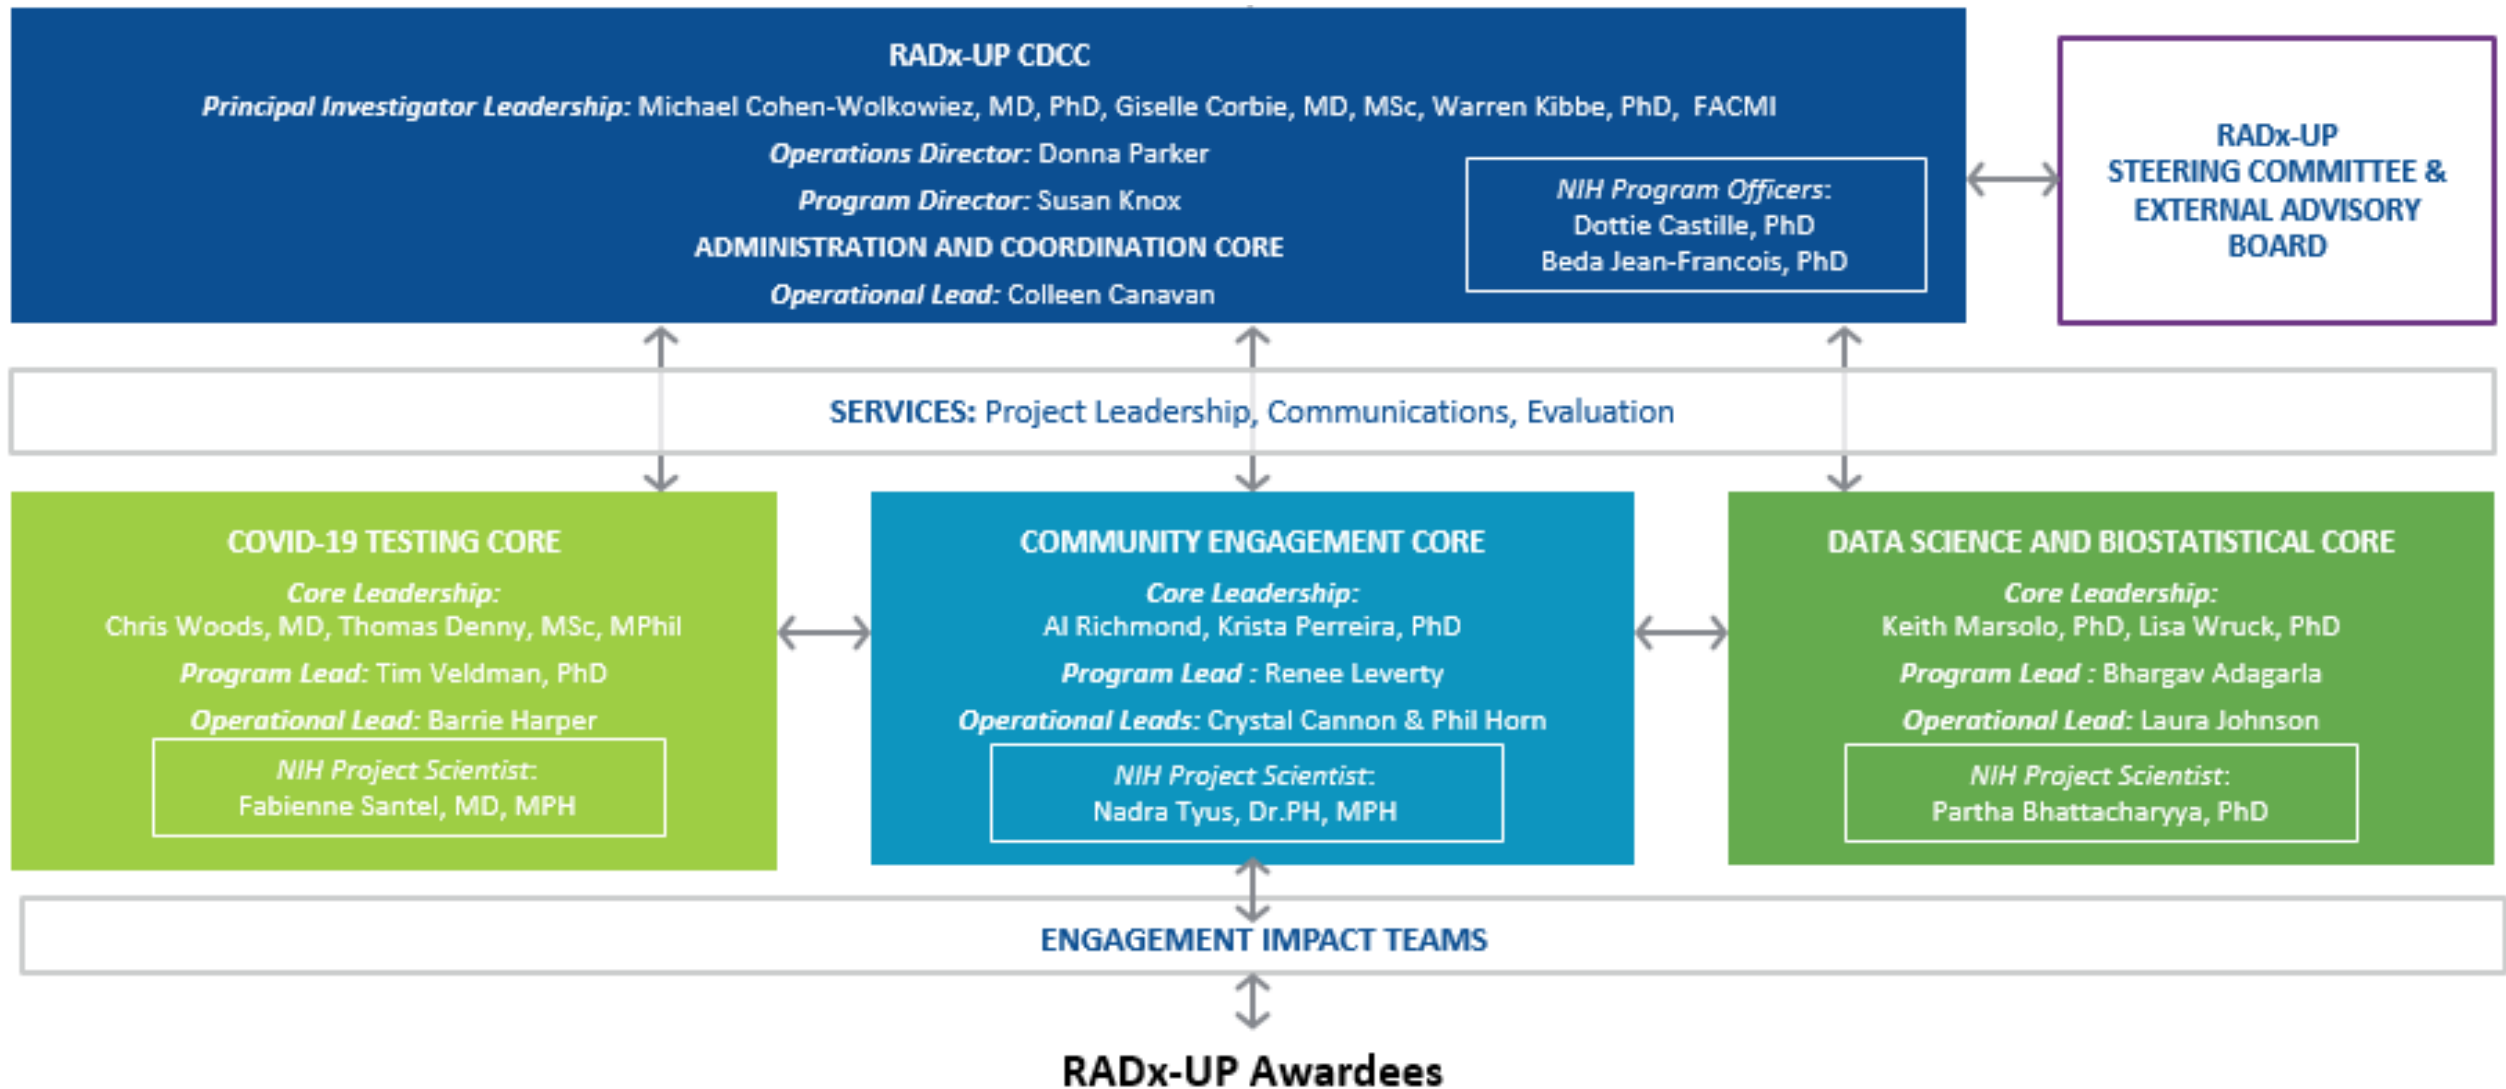 RADx-UP CDCC
Principal Investigator Leadership: Michael Cohen-Wolkowiez, MD, PhD, Giselle Corbie, MD, MSc, Warren Kibbe, PhD, FACMI
Operations Director: Donna Parker
Program Director: Susan Knox
ADMINISTRATION AND COORDINATION CORE
Operational Lead: Colleen Canavan
NIH Program Officers:
Dottie Castille, PhD
Beda Jean-Francois, PhD
RADx-UP
STEERING COMMITTEE &
EXTERNAL ADVISORY
BOARD
SERVICES: Project Leadership, Communications, Evaluation
COVID-19 TESTING CORE
Core Leadership:
Chris Woods, MD, Thomas Denny, MSc, MPhil
Program Lead: Tim Veldman, PhD
Operational Lead: Barrie Harper
NIH Project Scientist:
Fabienne Santel, MD, MPH
COMMUNITY ENGAGEMENT CORE
Core Leadership:
Al Richmond, Krista Perreira, PhD
Program Lead : Renee Leverty
Operational Leads: Crystal Cannon & Phil Horn
NIH Project Scientist:
Nadra Tyus, Dr.PH, MPH
DATA SCIENCE AND BIOSTATISTICAL CORE
Core Leadership:
Keith Marsolo, PhD, Lisa Wruck, PhD
Program Lead : Bhargav Adagarla
Operational Lead: Laura Johnson
NIH Project Scientist:
Partha Bhattacharyya, PhD
ENGAGEMENT IMPACT TEAMS
RADx-UP Awardees